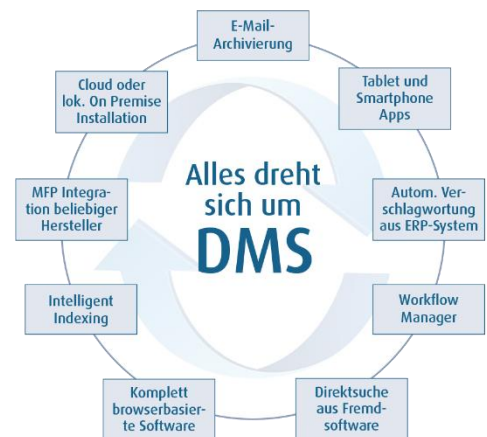 E-Mail-
Archivierung
Tablet und
Smartphone
Apps
Autom. Ver-
schlagwortung
aus ERP-System
Workflow
Manager
Direktsuche
aus Fremd-
software
Komplett
browserbasier-
te Software
Intelligent
Indexing
MFP Integra-
tion beliebiger
Hersteller
Cloud oder
lok. On Premise
Installation
Alles dreht
sich um
DMS